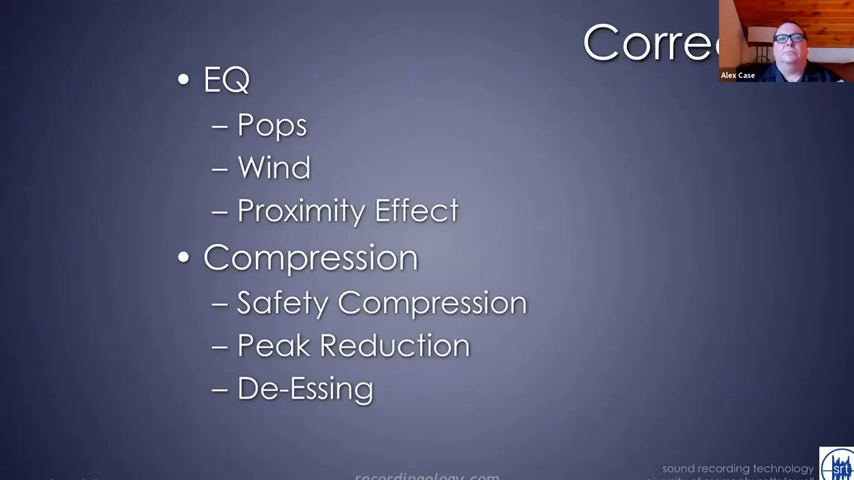 Corre
Alex Case
• EQ
– Pops
– Wind
– Proximity Effect
• Compression
– Safety Compression
– Peak Reduction
– De-Essing
recordingology.com
sound recording technology
srt